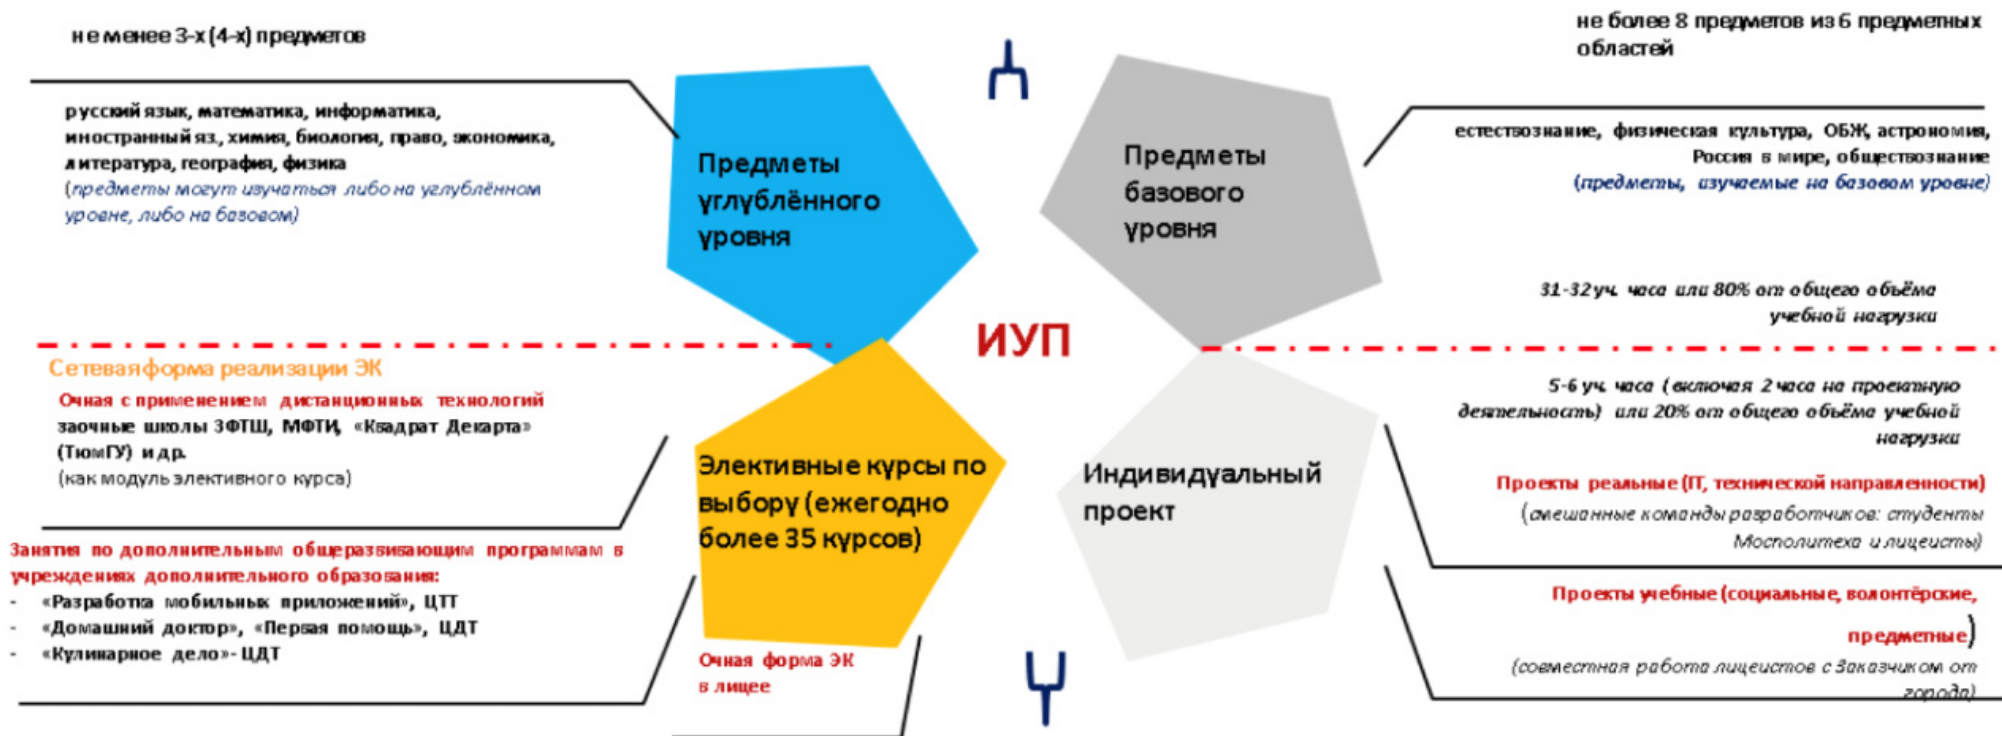 не менее 3-х (4-х) предметов
русский язык, математика, информатика,
иностранный яз., химия, биология, право, экономика,
литература, география, физика
(предметы могут изучаться либо на углублённом
уровне, либо на базовом)
Предметы
углублённого
уровня
Предметы
базового
уровня
не более 8 предметов из 6 предметных
областей
естествознание, физическая культура, ОБЖ, астрономия,
Россия в мире, обществознание
(предметы, изучаемые на базовом уровне)
31-32 уч. часа или 80% от общего объёма
учебной нагрузки
ИУП
Сетевая форма реализации ЭК
Очная с применением дистанционных технологий
заочные школы ЗФТШ, МФТИ, «Квадрат Декарта»
(ТюмГУ) и др.
(как модуль элективного курса)
Занятия по дополнительным общеразвивающим программам в
учреждениях дополнительного образования:
- «Разработка мобильных приложений», ЦТТ
- «Домашний доктор», «Первая помощь», ЦДТ
- «Кулинарное дело»- ЦДТ
Элективные курсы по
выбору (ежегодно
более 35 курсов)
Очная форма ЭК
в лицее
Индивидуальный
проект
5-6 уч. часа (включая 2 часа на проектную
деятельность) или 20% от общего объёма учебной
нагрузки
Проекты реальные (IT, технической направленности)
(смешанные команды разработчиков: студенты
Мосполитеха и лицеисты)
Проекты учебные (социальные, волонтёрские,
предметные)
(совместная работа лицеистов с Заказчиком от
города)